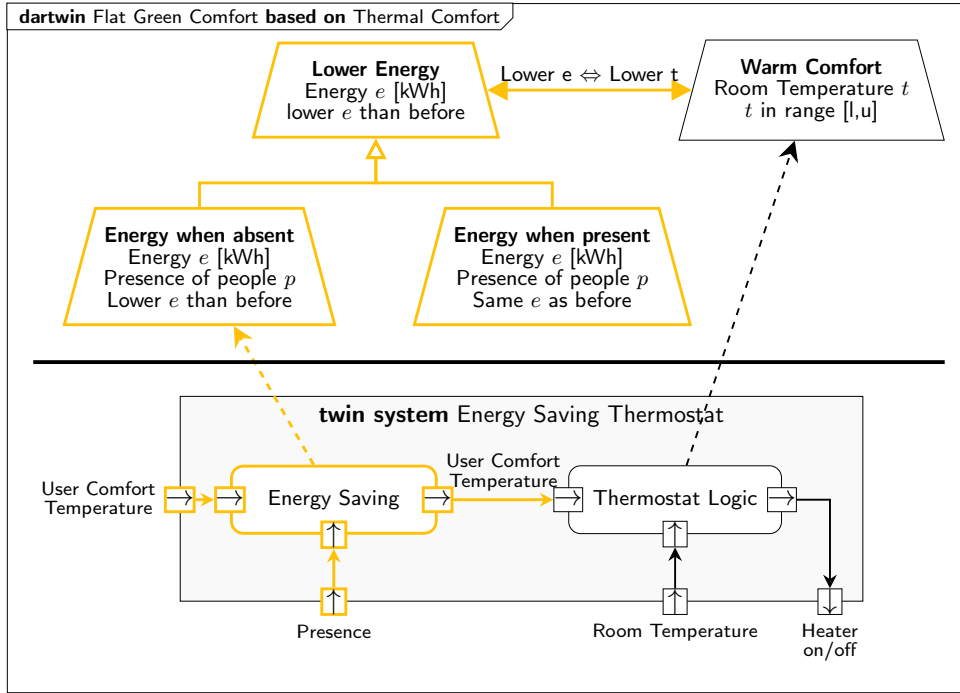 dartwin Flat Green Comfort based on Thermal Comfort
Lower Energy
Energy e [kWh]
lower e than before
Lower e ⇔ Lower t
Warm Comfort
Room Temperature t
t in range [l,u]
Energy when absent
Energy e [kWh]
Presence of people p
Lower e than before
Energy when present
Energy e [kWh]
Presence of people p
Same e as before
twin system Energy Saving Thermostat
User Comfort
Temperature
Energy Saving
User Comfort
Temperature
Thermostat Logic
Presence
Room Temperature
Heater
on/off